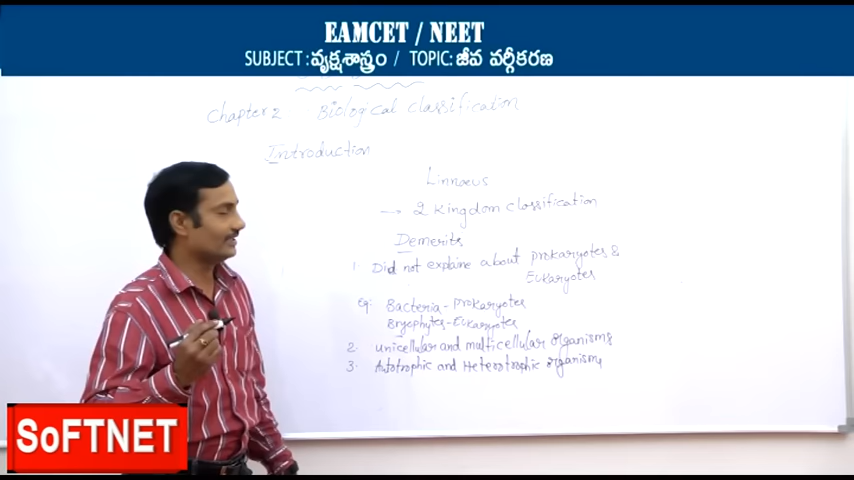 EAMCET / NEET
SUBJECT : వృక్షశాస్త్రం / TOPIC: జీవ వర్గీకరణ
Chapter 2 Biological classification
Introduction
Linnaeus
→ 2 Kingdom classification
Demerits
1. Did not explaine about prokaryotes &
Eukaryotes
Eg: Bacteria - prokaryotes
Bryophytes - Eukaryotes
2. unicellular and multicellular organisms
3. Autotrophic and Heterotrophic organisms
SoFTNET